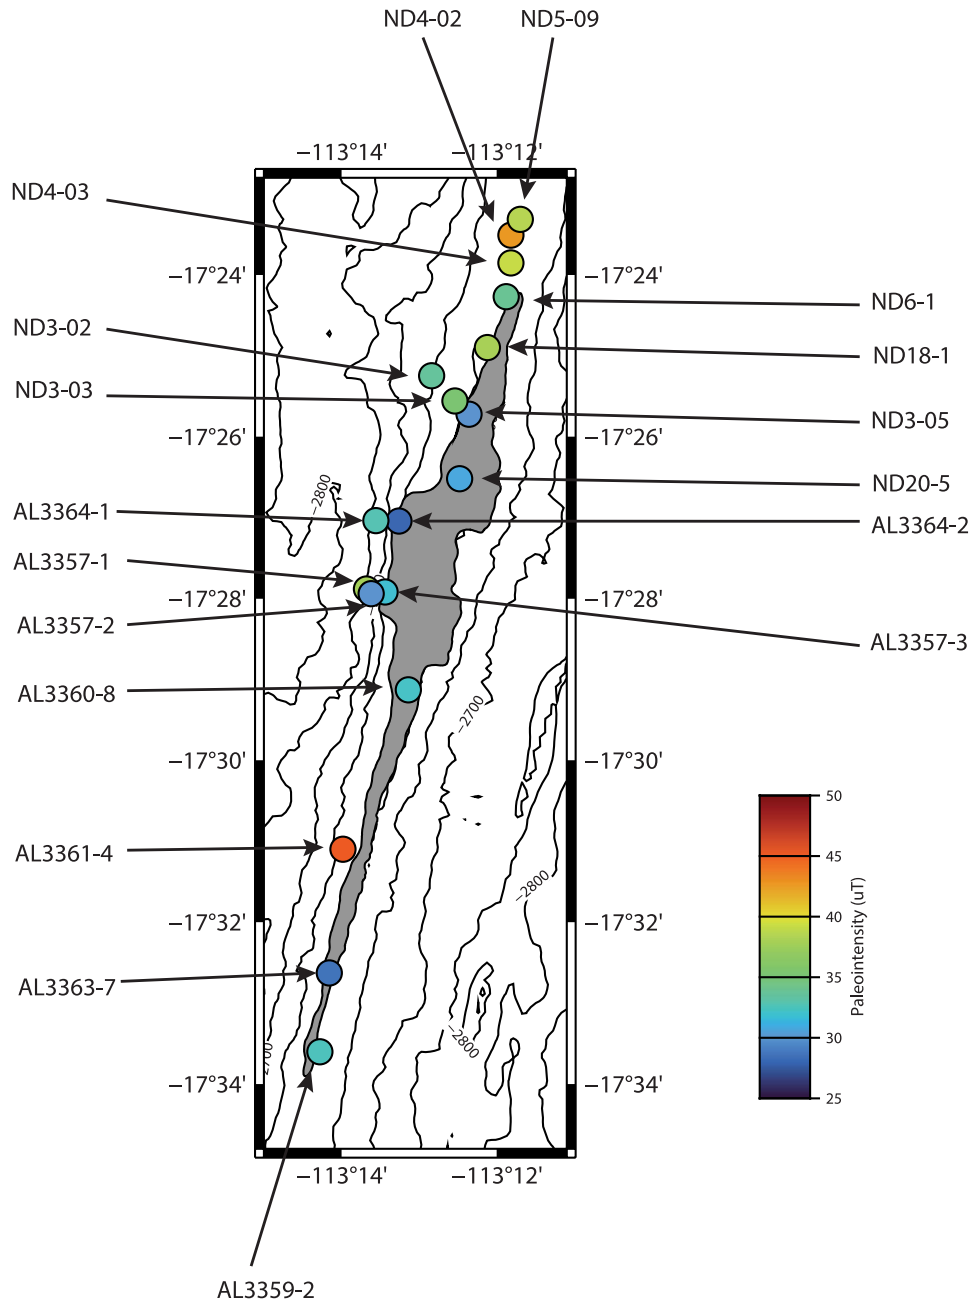 ND4-02 ND5-09
−113°14' −113°12'
ND4-03
−17°24' −17°24'
ND6-1
ND3-02
ND18-1
ND3-03
ND3-05
−17°26' −17°26'
ND20-5
−2800
AL3364-1
AL3364-2
AL3357-1
−17°28' −17°28'
AL3357-2
AL3357-3
AL3360-8
−2700
−17°30' −17°30'
50
AL3361-4
45
−2800
40
−17°32' −17°32'
Paleointensity (uT)
35
AL3363-7
30
−2800
2700
−17°34' −17°34'
25
−113°14' −113°12'
AL3359-2